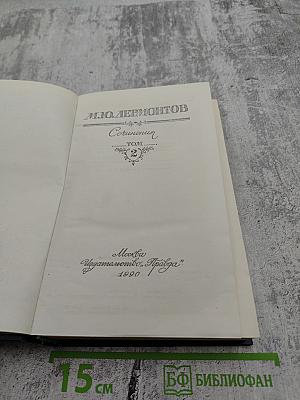 М.Ю.ЛЕРМОНТОВ
Сочинения
ТОМ
2
Москва
Издательство „Правда"
1990
15 см
БФ БИБЛИОФАН